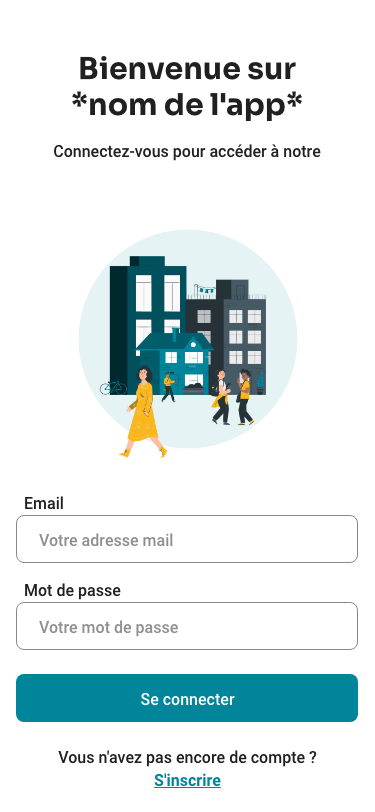 Bienvenue sur
*nom de l'app*
Connectez-vous pour accéder à notre
Email
Votre adresse mail
Mot de passe
Votre mot de passe
Se connecter
Vous n'avez pas encore de compte ?
S'inscrire